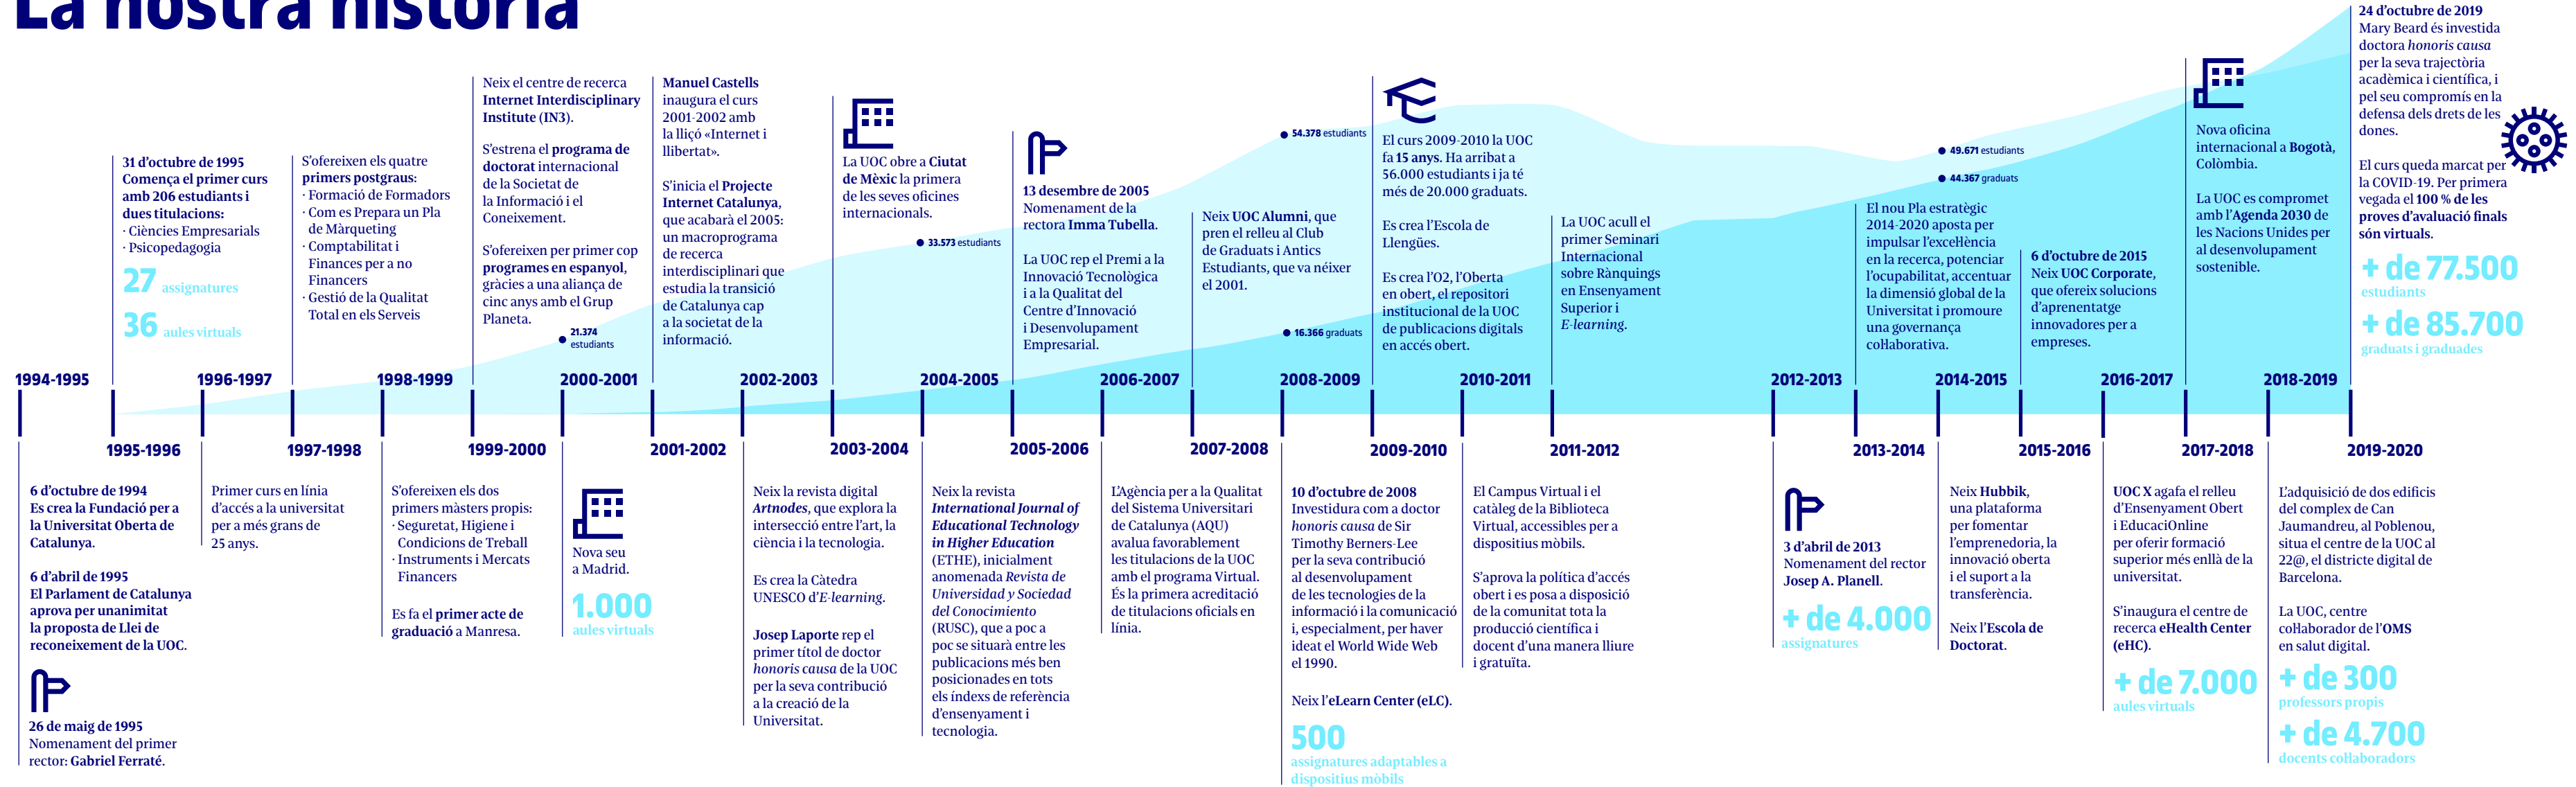 La nostra història
1994-1995
6 d'octubre de 1994
Es crea la Fundació per a
la Universitat Oberta de
Catalunya.
6 d'abril de 1995
El Parlament de Catalunya
aprova per unanimitat
la proposta de Llei de
reconeixement de la UOC.
26 de maig de 1995
Nomenament del primer
rector: Gabriel Ferraté.
31 d'octubre de 1995
Comença el primer curs
amb 206 estudiants i
dues titulacions:
· Ciències Empresarials
· Psicopedagogia
27 assignatures
36 aules virtuals
1995-1996
1996-1997
Primer curs en línia
d'accés a la universitat
per a més grans de
25 anys.
S'ofereixen els quatre
primers postgraus:
· Formació de Formadors
· Com es Prepara un Pla
de Màrqueting
· Comptabilitat i
Finances per a no
Financers
· Gestió de la Qualitat
Total en els Serveis
1997-1998
1998-1999
S'ofereixen els dos
primers màsters propis:
· Seguretat, Higiene i
Condicions de Treball
· Instruments i Mercats
Financers
Es fa el primer acte de
graduació a Manresa.
Neix el centre de recerca
Internet Interdisciplinary
Institute (IN3).
S'estrena el programa de
doctorat internacional
de la Societat de
la Informació i el
Coneixement.
S'ofereixen per primer cop
programes en espanyol,
gràcies a una aliança de
cinc anys amb el Grup
Planeta.
1999-2000
21.374
estudiants
2000-2001
Nova seu
a Madrid.
1.000
aules virtuals
Manuel Castells
inaugura el curs
2001-2002 amb
la lliçó «Internet i
llibertat».
S'inicia el Projecte
Internet Catalunya,
que acabarà el 2005:
un macroprograma
de recerca
interdisciplinari que
estudia la transició
de Catalunya cap
a la societat de la
informació.
2001-2002
2002-2003
Neix la revista digital
Artnodes, que explora la
intersecció entre l'art, la
ciència i la tecnologia.
Es crea la Càtedra
UNESCO d'E-learning.
Josep Laporte rep el
primer títol de doctor
honoris causa de la UOC
per la seva contribució
a la creació de la
Universitat.
La UOC obre a Ciutat
de Mèxic la primera
de les seves oficines
internacionals.
2003-2004
33.573 estudiants
2004-2005
Neix la revista
International Journal of
Educational Technology
in Higher Education
(ETHE), inicialment
anomenada Revista de
Universidad y Sociedad
del Conocimiento
(RUSC), que a poc a
poc se situarà entre les
publicacions més ben
posicionades en tots
els índexs de referència
d'ensenyament i
tecnologia.
13 desembre de 2005
Nomenament de la
rectora Imma Tubella.
La UOC rep el Premi a la
Innovació Tecnològica
i a la Qualitat del
Centre d'Innovació
i Desenvolupament
Empresarial.
2005-2006
2006-2007
L'Agència per a la Qualitat
del Sistema Universitari
de Catalunya (AQU)
avalua favorablement
les titulacions de la UOC
amb el programa Virtual.
És la primera acreditació
de titulacions oficials en
línia.
Neix UOC Alumni, que
pren el relleu al Club
de Graduats i Antics
Estudiants, que va néixer
el 2001.
2007-2008
54.378 estudiants
16.366 graduats
2008-2009
10 d'octubre de 2008
Investidura com a doctor
honoris causa de Sir
Timothy Berners-Lee
per la seva contribució
al desenvolupament
de les tecnologies de la
informació i la comunicació
i, especialment, per haver
ideat el World Wide Web
el 1990.
Neix l'eLearn Center (eLC).
500
assignatures adaptables a
dispositius mòbils
El curs 2009-2010 la UOC
fa 15 anys. Ha arribat a
56.000 estudiants i ja té
més de 20.000 graduats.
Es crea l'Escola de
Llengües.
Es crea l'O2, l'Oberta
en obert, el repositori
institucional de la UOC
de publicacions digitals
en accés obert.
2009-2010
2010-2011
El Campus Virtual i el
catàleg de la Biblioteca
Virtual, accessibles per a
dispositius mòbils.
S'aprova la política d'accés
obert i es posa a disposició
de la comunitat tota la
producció científica i
docent d'una manera lliure
i gratuïta.
La UOC acull el
primer Seminari
Internacional
sobre Rànquings
en Ensenyament
Superior i
E-learning.
2011-2012
2012-2013
3 d'abril de 2013
Nomenament del rector
Josep A. Planell.
+ de 4.000
assignatures
El nou Pla estratègic
2014-2020 aposta per
impulsar l'excel·lència
en la recerca, potenciar
l'ocupabilitat, accentuar
la dimensió global de la
Universitat i promoure
una governança
col·laborativa.
2013-2014
49.671 estudiants
44.367 graduats
2014-2015
Neix Hubbik,
una plataforma
per fomentar
l'emprenedoria, la
innovació oberta
i el suport a la
transferència.
Neix l'Escola de
Doctorat.
6 d'octubre de 2015
Neix UOC Corporate,
que ofereix solucions
d'aprenentatge
innovadores per a
empreses.
2015-2016
2016-2017
UOC X agafa el relleu
d'Ensenyament Obert
i EducaciOnline
per oferir formació
superior més enllà de la
universitat.
S'inaugura el centre de
recerca eHealth Center
(eHC).
+ de 7.000
aules virtuals
Nova oficina
internacional a Bogotà,
Colòmbia.
La UOC es compromet
amb l'Agenda 2030 de
les Nacions Unides per
al desenvolupament
sostenible.
2017-2018
2018-2019
L'adquisició de dos edificis
del complex de Can
Jaumandreu, al Poblenou,
situa el centre de la UOC al
22@, el districte digital de
Barcelona.
La UOC, centre
col·laborador de l'OMS
en salut digital.
+ de 300
professors propis
+ de 4.700
docents col·laboradors
24 d'octubre de 2019
Mary Beard és investida
doctora honoris causa
per la seva trajectòria
acadèmica i científica, i
pel seu compromís en la
defensa dels drets de les
dones.
El curs queda marcat per
la COVID-19. Per primera
vegada el 100 % de les
proves d'avaluació finals
són virtuals.
+ de 77.500
estudiants
+ de 85.700
graduats i graduades
2019-2020